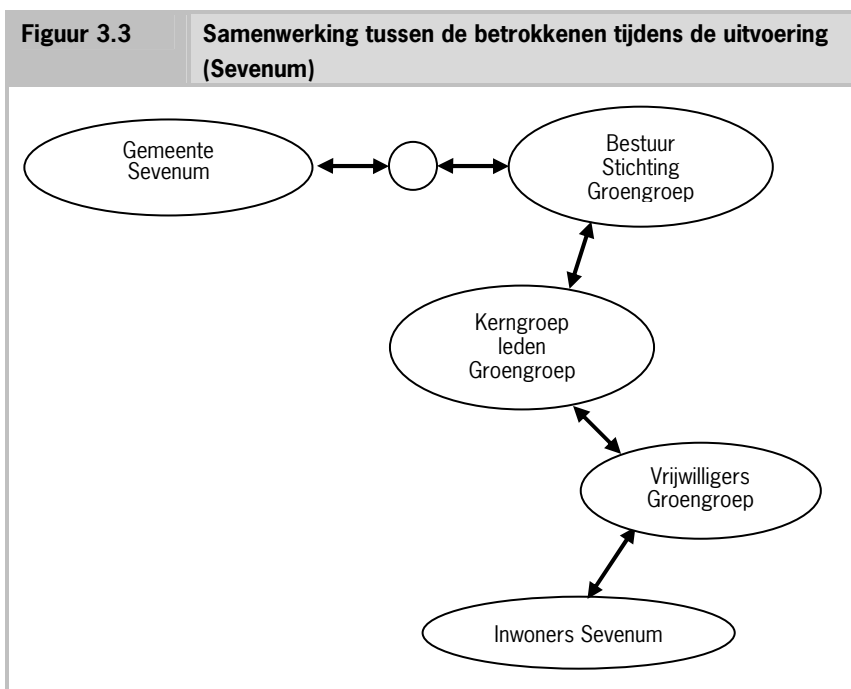 Figuur 3.3
Samenwerking tussen de betrokkenen tijdens de uitvoering
(Sevenum)
Gemeente
Sevenum
Bestuur
Stichting
Groengroep
Kerngroep
leden
Groengroep
Vrijwilligers
Groengroep
Inwoners Sevenum